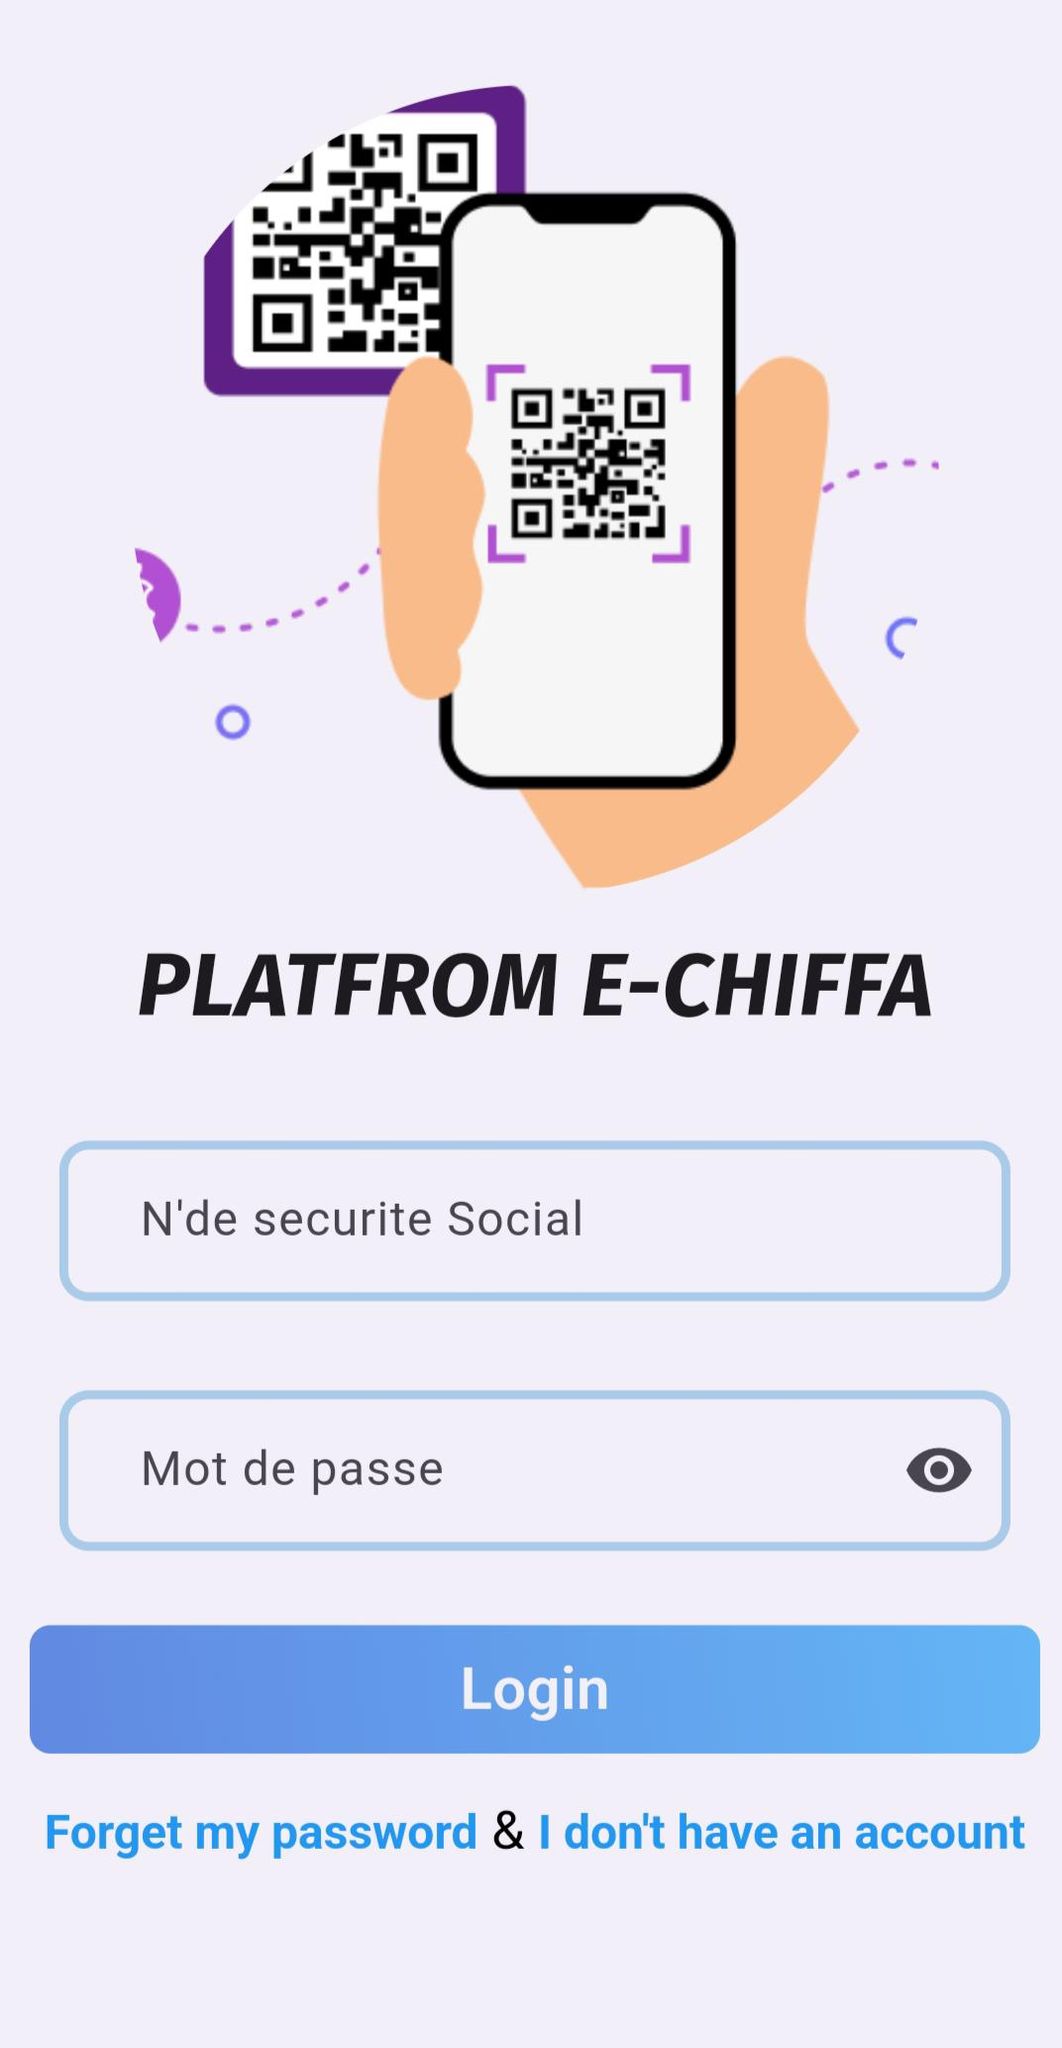 PLATFROM E-CHIFFA
N'de securite Social
Mot de passe
Login
Forget my password & I don't have an account